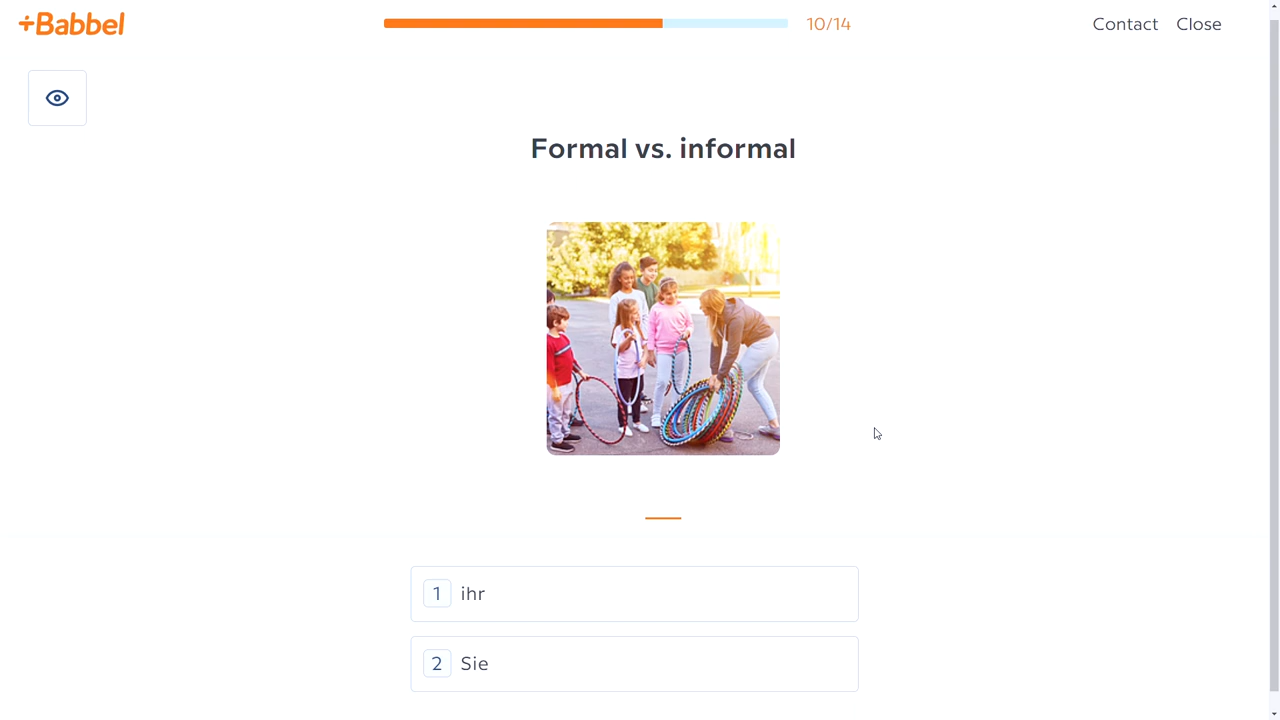 +Babbel
10/14
Contact
Close
Formal vs. informal
1 ihr
2 Sie